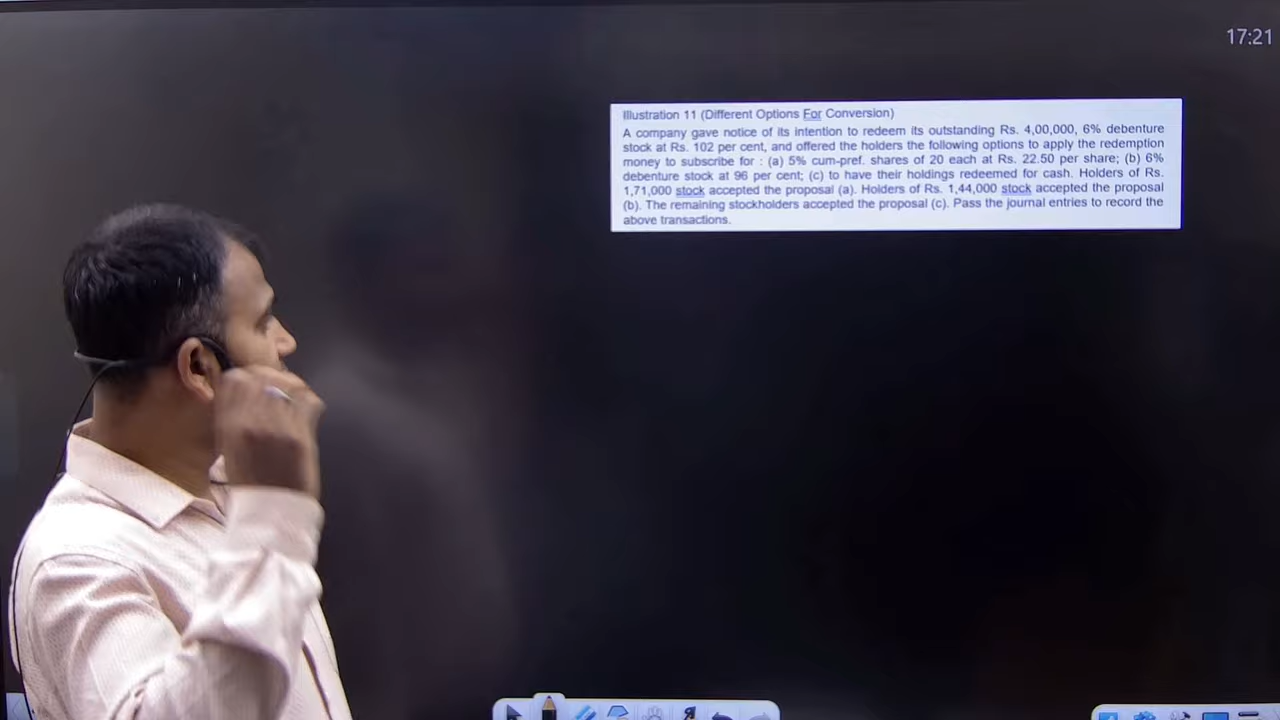 17:21
Illustration 11 (Different Options For Conversion)
A company gave notice of its intention to redeem its outstanding Rs. 4,00,000, 6% debenture
stock at Rs. 102 per cent, and offered the holders the following options to apply the redemption
money to subscribe for : (a) 5% cum-pref. shares of 20 each at Rs. 22.50 per share; (b) 6%
debenture stock at 96 per cent; (c) to have their holdings redeemed for cash. Holders of Rs.
1,71,000 stock accepted the proposal (a). Holders of Rs. 1,44,000 stock accepted the proposal
(b). The remaining stockholders accepted the proposal (c). Pass the journal entries to record the
above transactions.